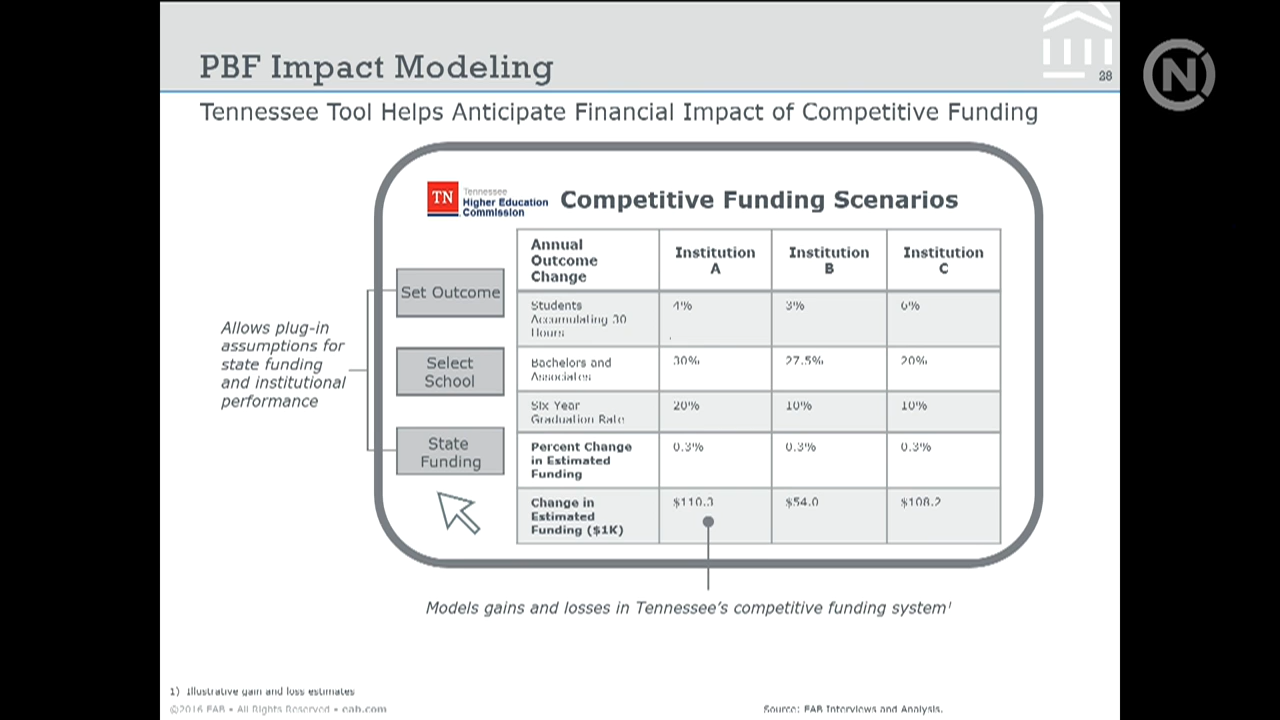 PBF Impact Modeling
28
N
Tennessee Tool Helps Anticipate Financial Impact of Competitive Funding
TN
Tennessee
Higher Education
Commission
Competitive Funding Scenarios
Annual
Outcome
Change
Institution
A
Institution
B
Institution
C
Set Outcome
Select
School
State
Funding
Allows plug-in
assumptions for
state funding
and institutional
performance
Students
Accumulating 30
Hours
4%
3%
6%
Bachelors and
Associates
30%
27.5%
20%
Six Year
Graduation Rate
20%
10%
10%
Percent Change
in Estimated
Funding
0.3%
0.3%
0.3%
Change in
Estimated
Funding ($1K)
$110.3
$54.0
$108.2
Models gains and losses in Tennessee’s competitive funding system¹
1) Illustrative gain and loss estimates
©2016 EAB • All Rights Reserved • eab.com
Source: EAB Interviews and Analysis.